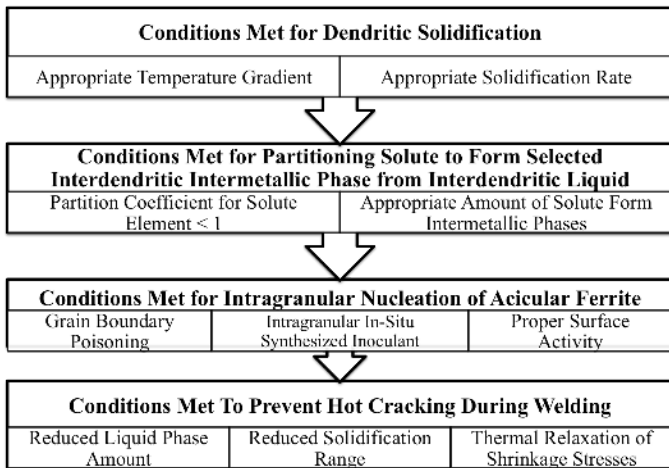 Conditions Met for Dendritic Solidification
Appropriate Temperature Gradient
Appropriate Solidification Rate
Conditions Met for Partitioning Solute to Form Selected
Interdendritic Intermetallic Phase from Interdendritic Liquid
Partition Coefficient for Solute
Element < 1
Appropriate Amount of Solute Form
Intermetallic Phases
Conditions Met for Intragranular Nucleation of Acicular Ferrite
Grain Boundary
Poisoning
Intragranular In-Situ
Synthesized Inoculant
Proper Surface
Activity
Conditions Met To Prevent Hot Cracking During Welding
Reduced Liquid Phase
Amount
Reduced Solidification
Range
Thermal Relaxation of
Shrinkage Stresses